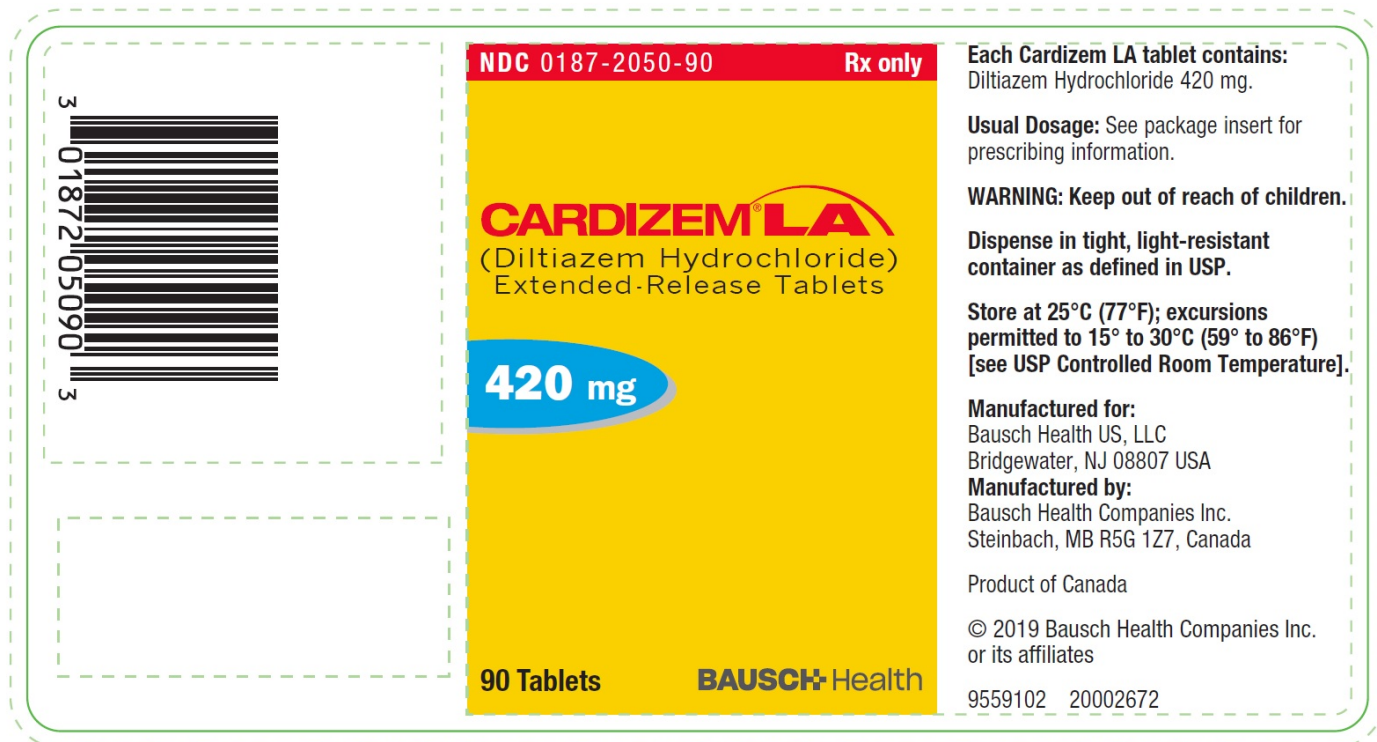 3 0187205090 3
NDC 0187-2050-90 Rx only
CARDIZEM® LA
(Diltiazem Hydrochloride)
Extended-Release Tablets
420 mg
90 Tablets
BAUSCH Health
Each Cardizem LA tablet contains:
Diltiazem Hydrochloride 420 mg.
Usual Dosage: See package insert for
prescribing information.
WARNING: Keep out of reach of children.
Dispense in tight, light-resistant
container as defined in USP.
Store at 25°C (77°F); excursions
permitted to 15° to 30°C (59° to 86°F)
[see USP Controlled Room Temperature].
Manufactured for:
Bausch Health US, LLC
Bridgewater, NJ 08807 USA
Manufactured by:
Bausch Health Companies Inc.
Steinbach, MB R5G 1Z7, Canada
Product of Canada
© 2019 Bausch Health Companies Inc.
or its affiliates
9559102 20002672